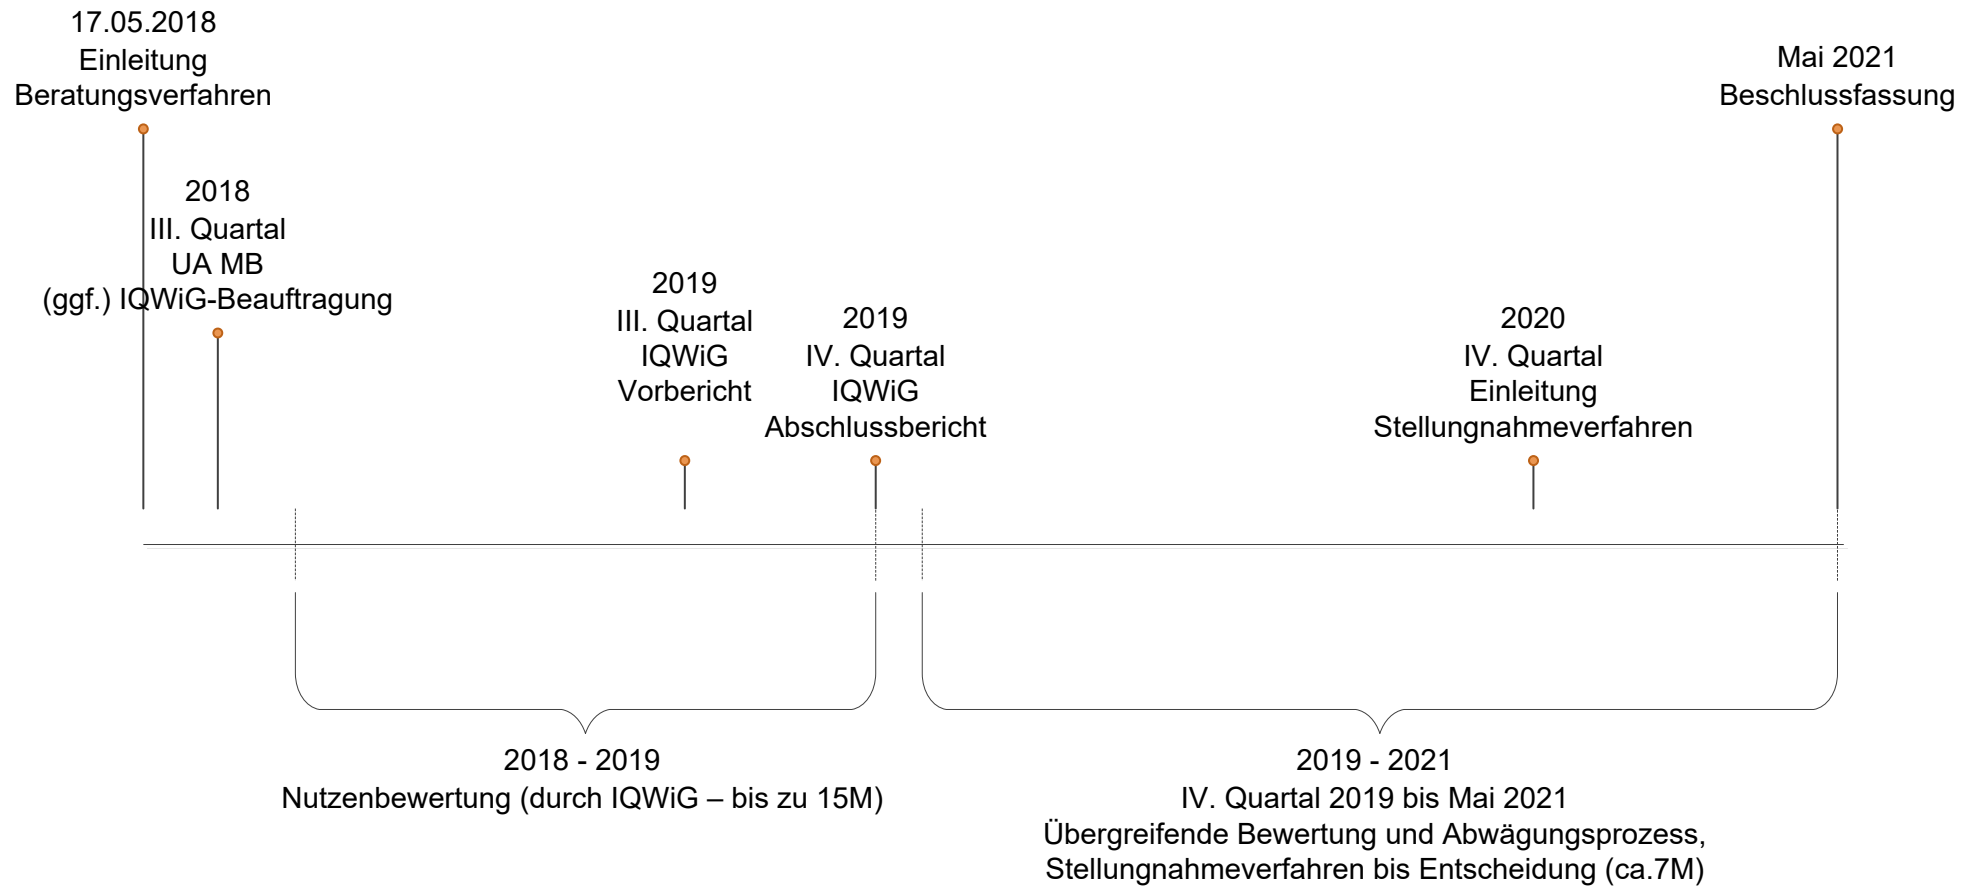 17.05.2018
Einleitung
Beratungsverfahren
2018
III. Quartal
UA MB
(ggf.) IQWiG-Beauftragung
2019
III. Quartal
IQWiG
Vorbericht
2019
IV. Quartal
IQWiG
Abschlussbericht
2020
IV. Quartal
Einleitung
Stellungnahmeverfahren
Mai 2021
Beschlussfassung
2018 - 2019
Nutzenbewertung (durch IQWiG – bis zu 15M)
2019 - 2021
IV. Quartal 2019 bis Mai 2021
Übergreifende Bewertung und Abwägungsprozess,
Stellungnahmeverfahren bis Entscheidung (ca.7M)